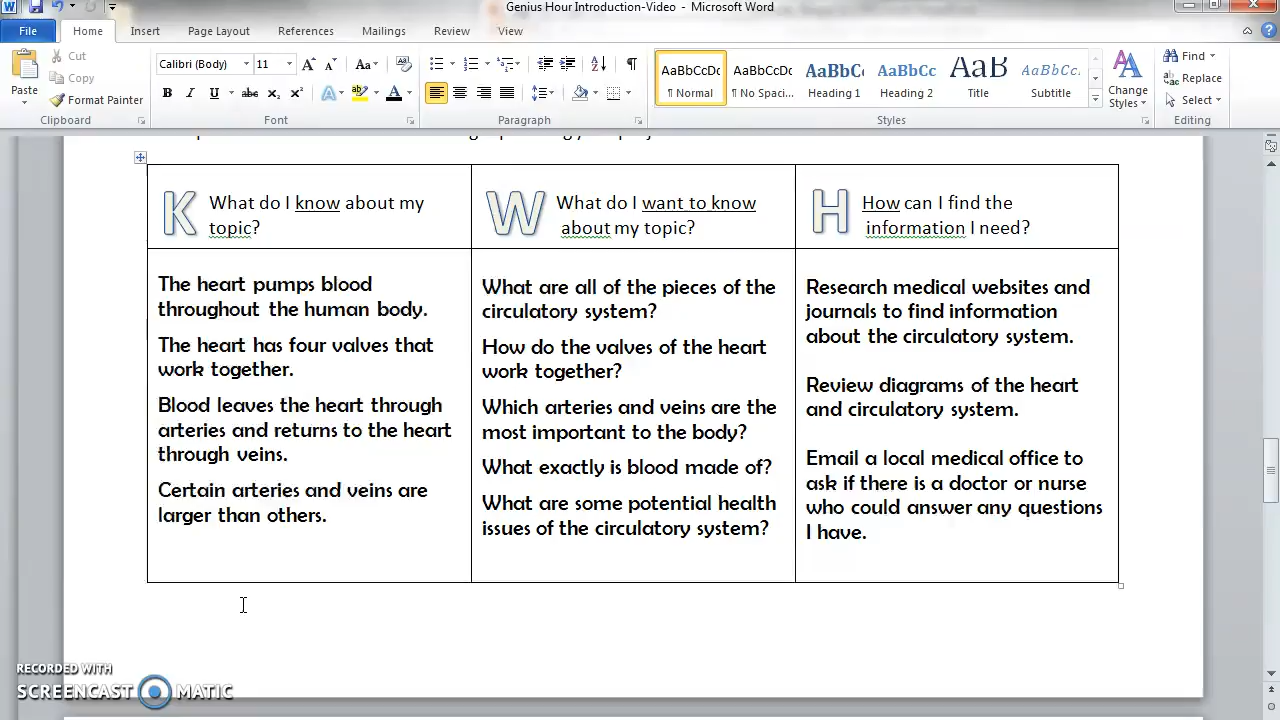 Genius Hour Introduction-Video - Microsoft Word
File Home Insert Page Layout References Mailings Review View
Paste
Cut
Copy
Format Painter
Clipboard
Calibri (Body) 11
Font
Paragraph
AaBbCcDc AaBbCcDc AaBbCc AaBbCc AaB AaBbCc.
¶ Normal ¶ No Spaci... Heading 1 Heading 2 Title Subtitle
Change
Styles
Styles
Find
Replace
Select
Editing
K What do I know about my
topic?
The heart pumps blood
throughout the human body.
The heart has four valves that
work together.
Blood leaves the heart through
arteries and returns to the heart
through veins.
Certain arteries and veins are
larger than others.
W What do I want to know
about my topic?
What are all of the pieces of the
circulatory system?
How do the valves of the heart
work together?
Which arteries and veins are the
most important to the body?
What exactly is blood made of?
What are some potential health
issues of the circulatory system?
H How can I find the
information I need?
Research medical websites and
journals to find information
about the circulatory system.
Review diagrams of the heart
and circulatory system.
Email a local medical office to
ask if there is a doctor or nurse
who could answer any questions
I have.
RECORDED WITH
SCREENCAST MATIC